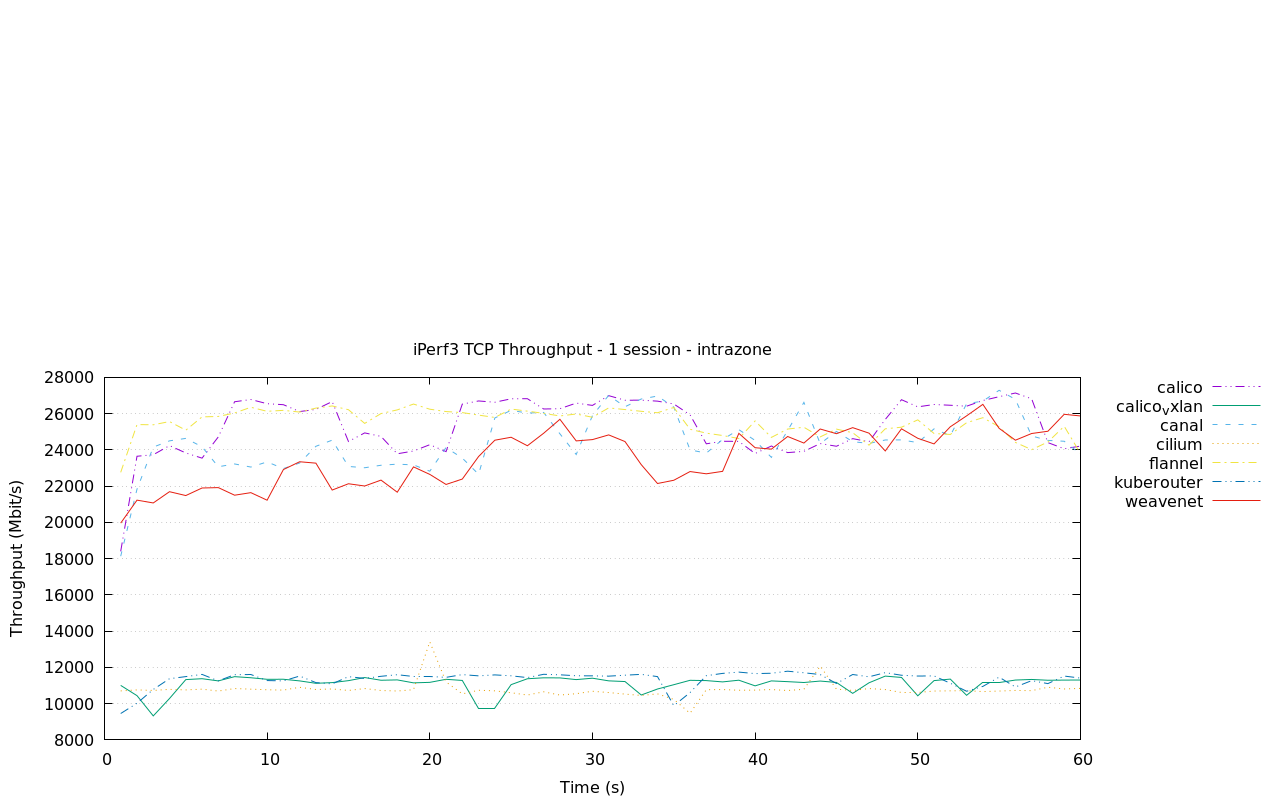 iPerf3 TCP Throughput - 1 session - intrazone
28000
26000
24000
22000
20000
18000
16000
14000
12000
10000
8000
Throughput (Mbit/s)
0 10 20 30 40 50 60
Time (s)
calico
calicovxlan
canal
cilium
flannel
kuberouter
weavenet